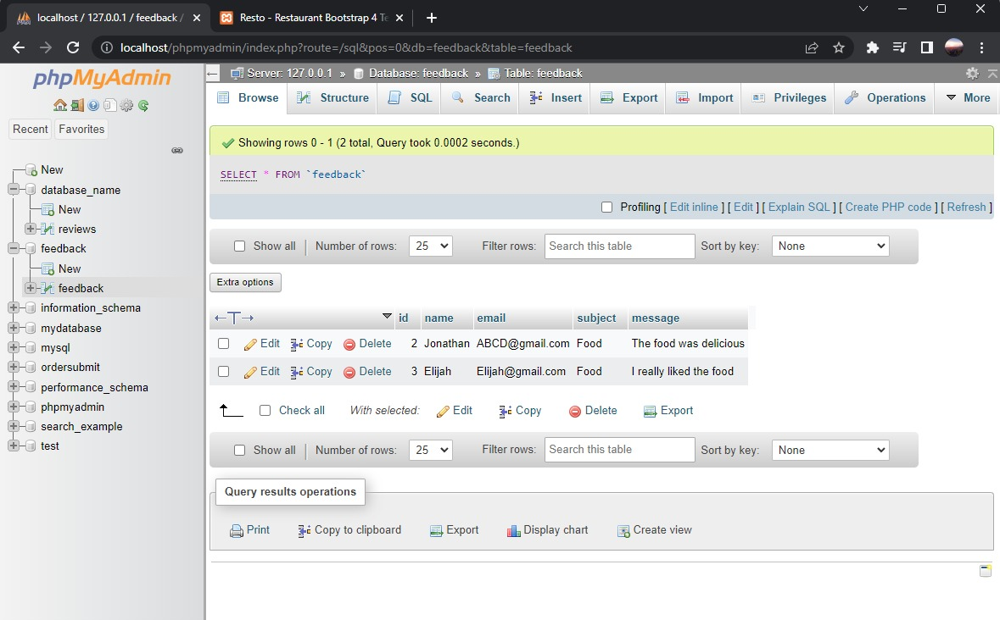 localhost / 127.0.0.1 / feedback /
Resto - Restaurant Bootstrap 4 Te
localhost/phpmyadmin/index.php?route=/sql&pos=0&db=feedback&table=feedback
phpMyAdmin
Recent Favorites
New
database_name
New
reviews
feedback
New
feedback
information_schema
mydatabase
mysql
ordersubmit
performance_schema
phpmyadmin
search_example
test
Server: 127.0.0.1 » Database: feedback » Table: feedback
Browse Structure SQL Search Insert Export Import Privileges Operations More
Showing rows 0 - 1 (2 total, Query took 0.0002 seconds.)
SELECT * FROM `feedback`
Profiling [ Edit inline ] [ Edit ] [ Explain SQL ] [ Create PHP code ] [ Refresh ]
Show all | Number of rows: 25 Filter rows: Search this table Sort by key: None
Extra options
id name email subject message
Edit Copy Delete 2 Jonathan ABCD@gmail.com Food The food was delicious
Edit Copy Delete 3 Elijah Elijah@gmail.com Food I really liked the food
Check all With selected: Edit Copy Delete Export
Show all | Number of rows: 25 Filter rows: Search this table Sort by key: None
Query results operations
Print Copy to clipboard Export Display chart Create view